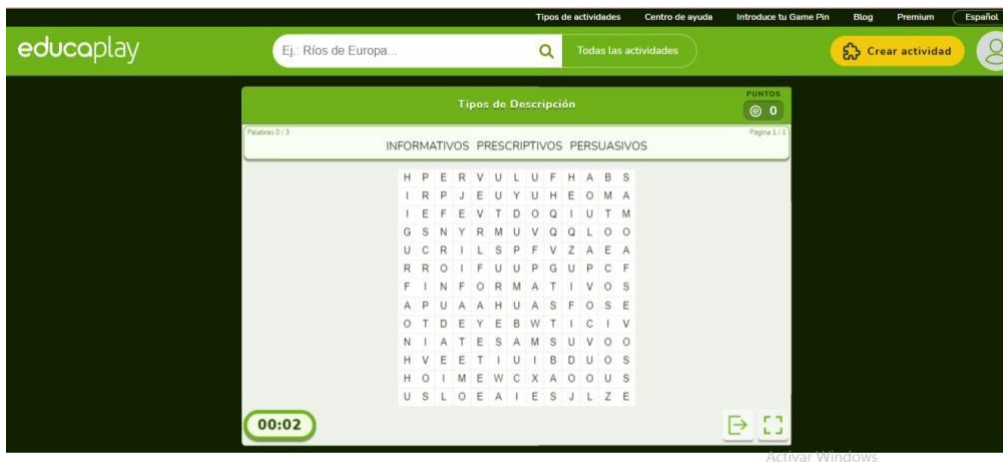 Tipos de actividades Centro de ayuda Introduce tu Game Pin Blog Premium Español
educaplay Ej.: Ríos de Europa... Todas las actividades Crear actividad
PUNTOS
Tipos de Descripción 0
Palabras 0 / 3 Página 1 / 1
INFORMATIVOS PRESCRIPTIVOS PERSUASIVOS
H P E R V U L U F H A B S
I R P J E U Y U H E O M A
I E F E V T D O Q I U T M
G S N Y R M U V Q Q L O O
U C R I L S P F V Z A E A
R R O I F U U P G U P C F
F I N F O R M A T I V O S
A P U A A H U A S F O S E
O T D E Y E B W T I C I V
N I A T E S A M S U V O O
H V E E T I U I B D U O S
H O I M E W C X A O O U S
U S L O E A I E S J L Z E
00:02
Activar Windows